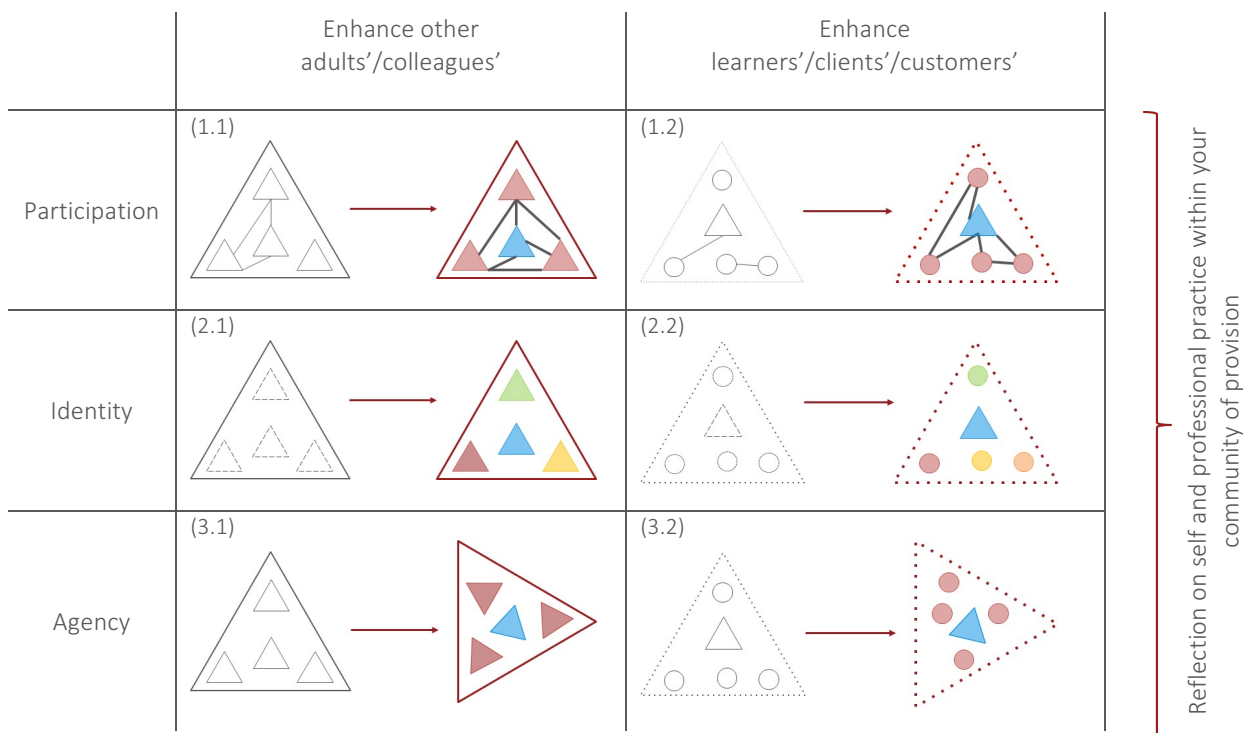 Enhance other
adults’/colleagues’
Enhance
learners’/clients’/customers’
Participation
(1.1)
(1.2)
Identity
(2.1)
(2.2)
Agency
(3.1)
(3.2)
Reflection on self and professional practice within your
community of provision